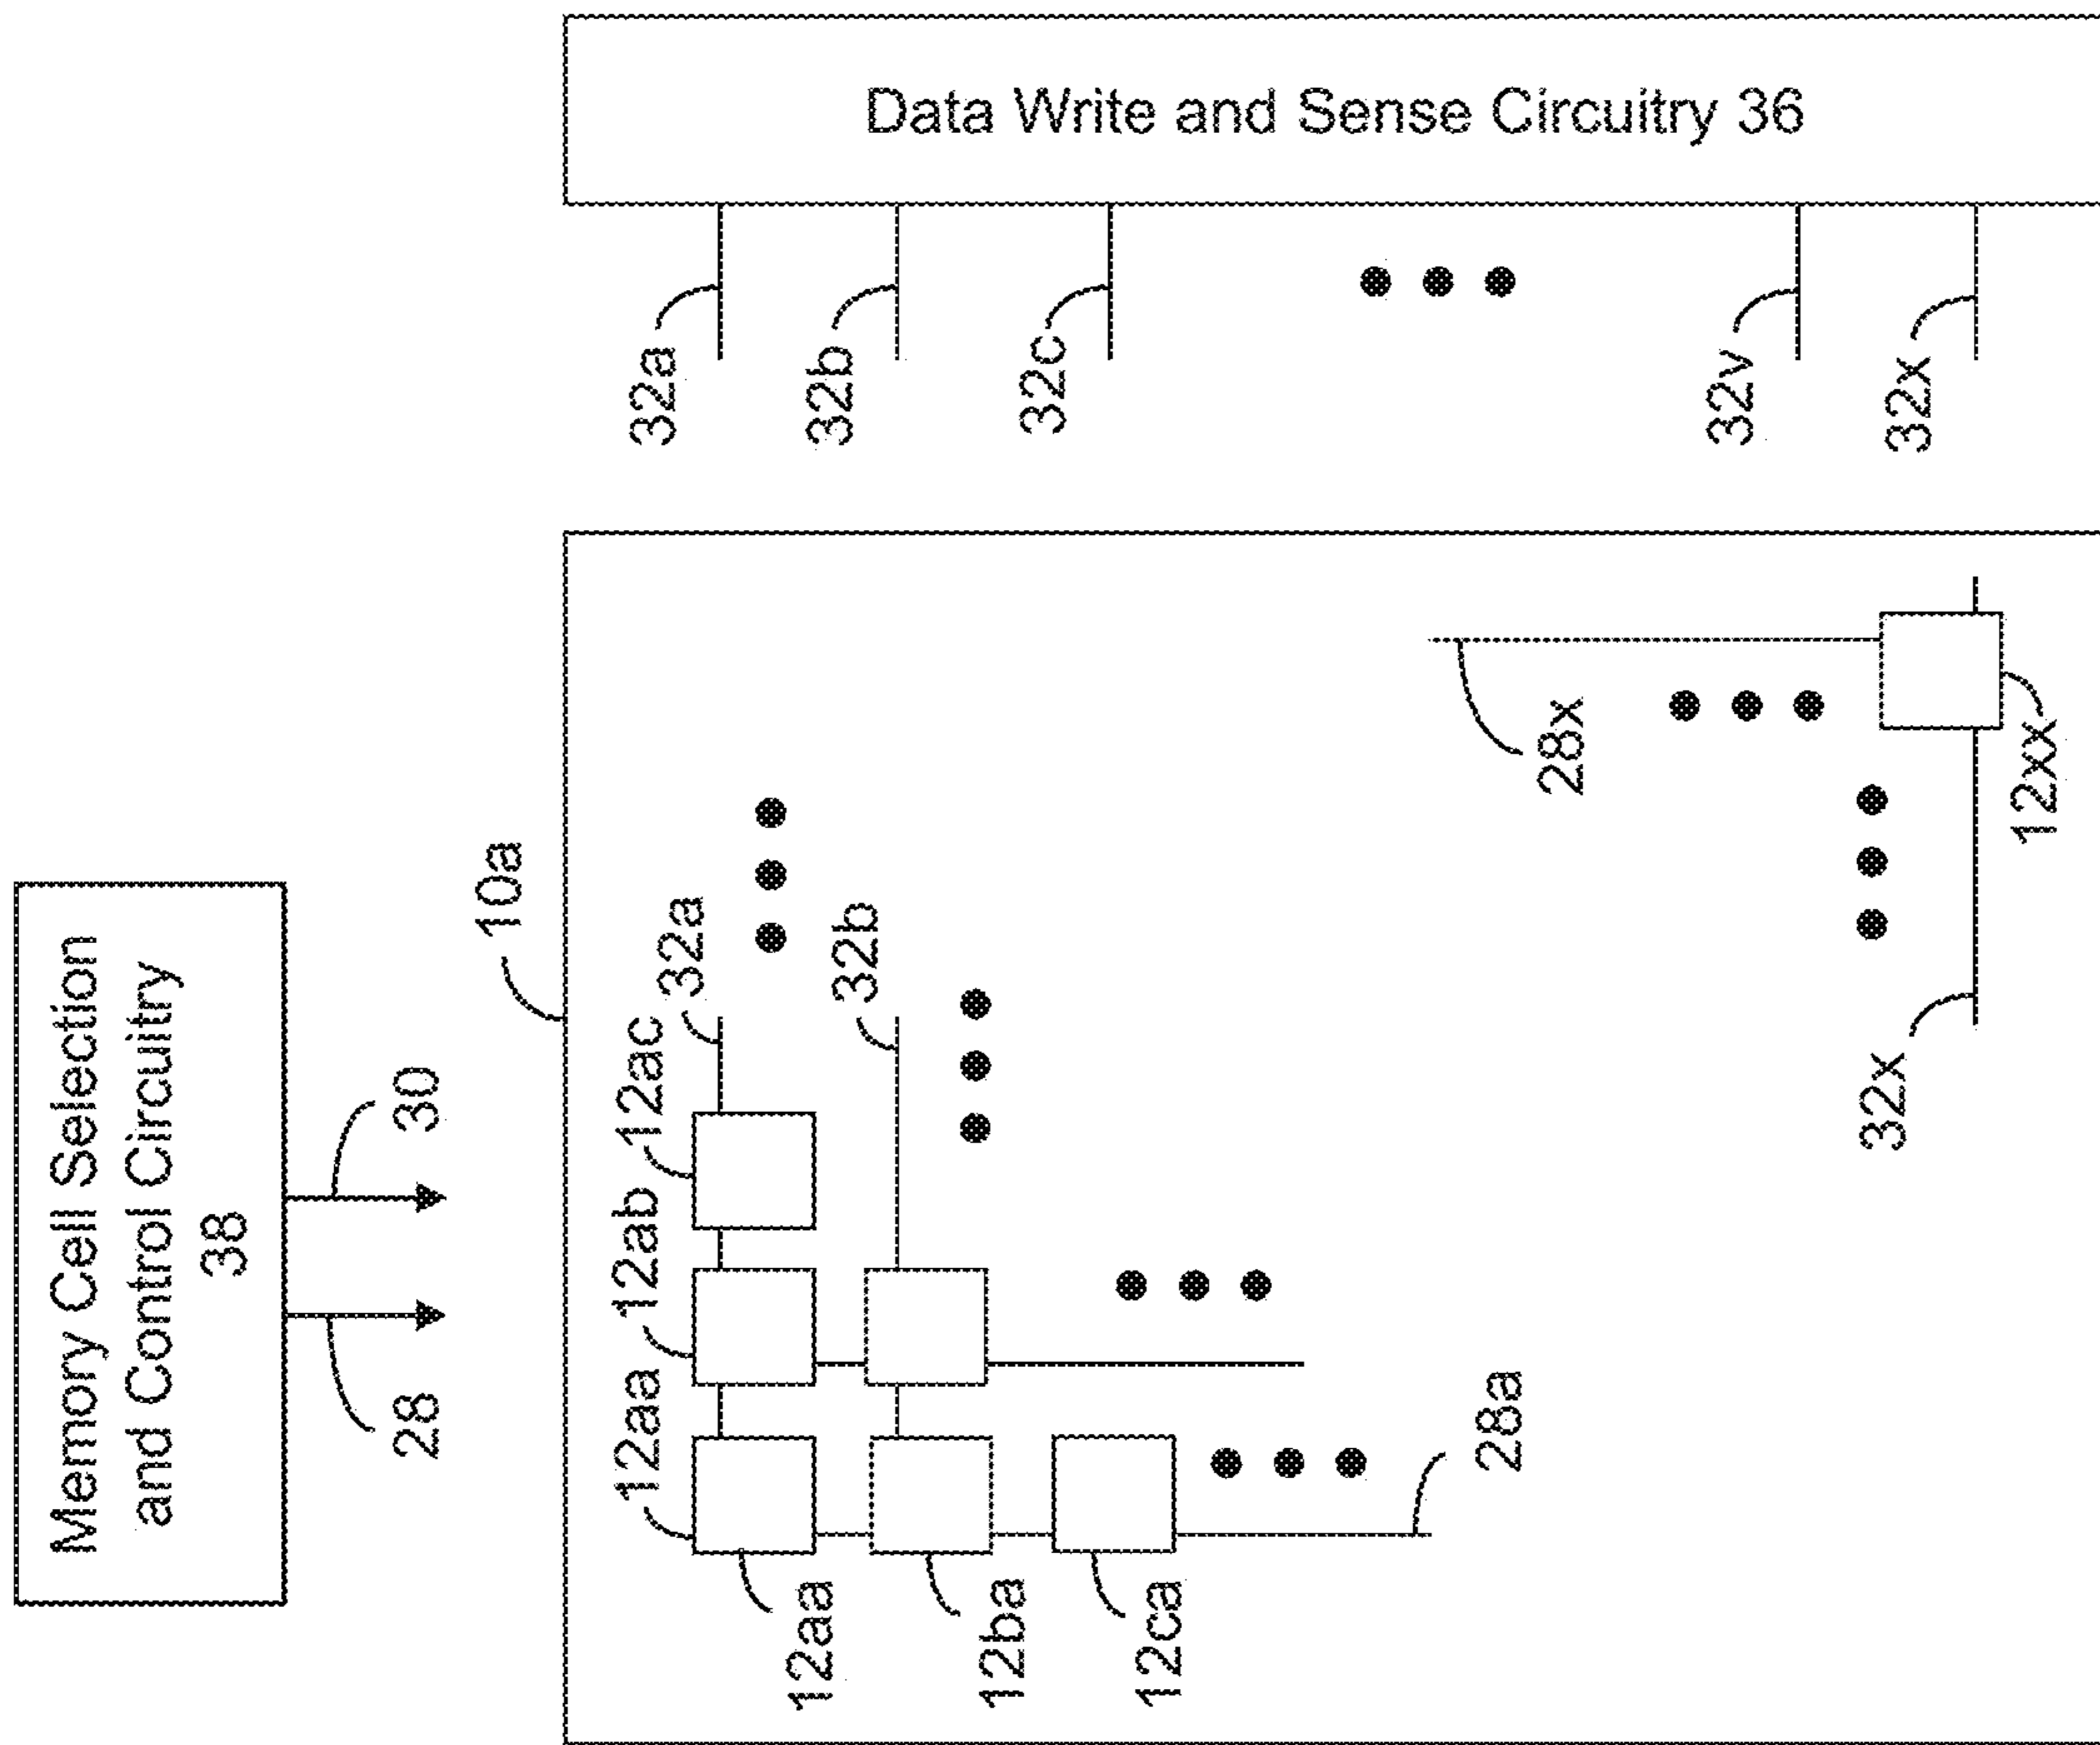 Memory Cell Selection
and Control Circuitry
38
28
30
10a
Data Write and Sense Circuitry 36
32a
32b
32c
32v
32x
12aa
12ab
12ac
32a
32b
12aa
12ba
12ca
28a
28x
32x
12xx